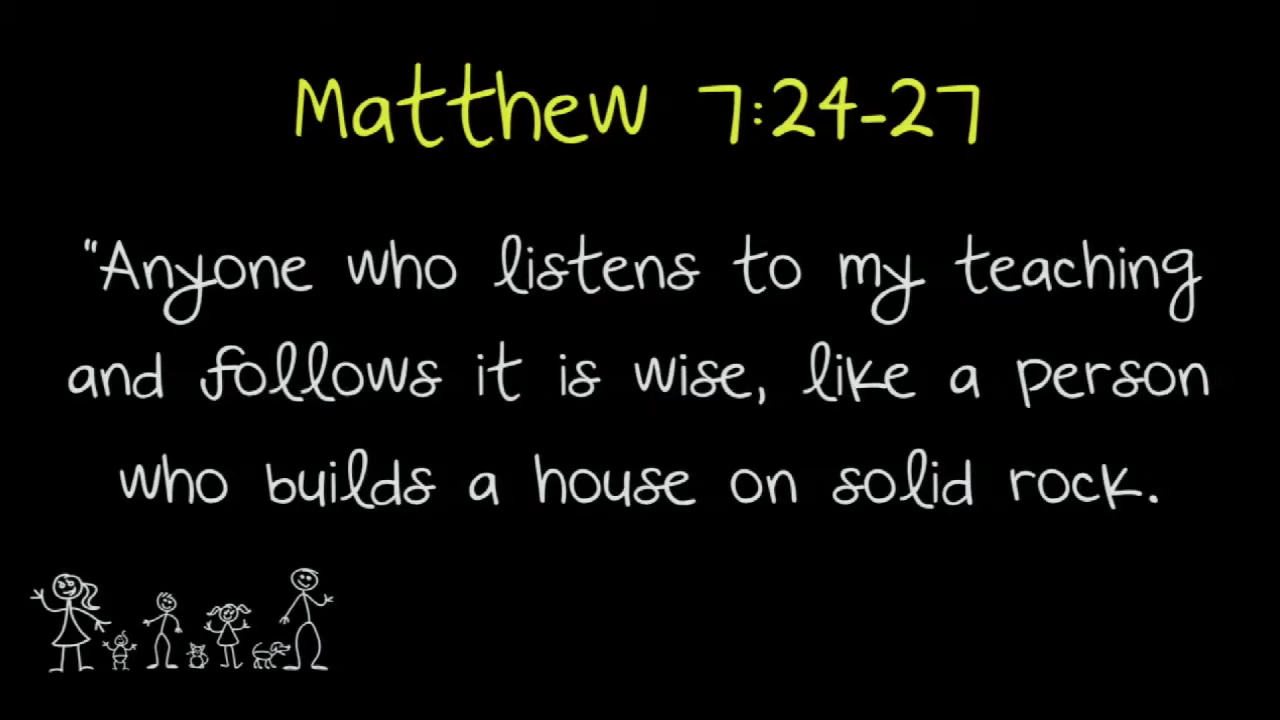 Matthew 7:24-27
"Anyone who listens to my teaching
and follows it is wise, like a person
who builds a house on solid rock.